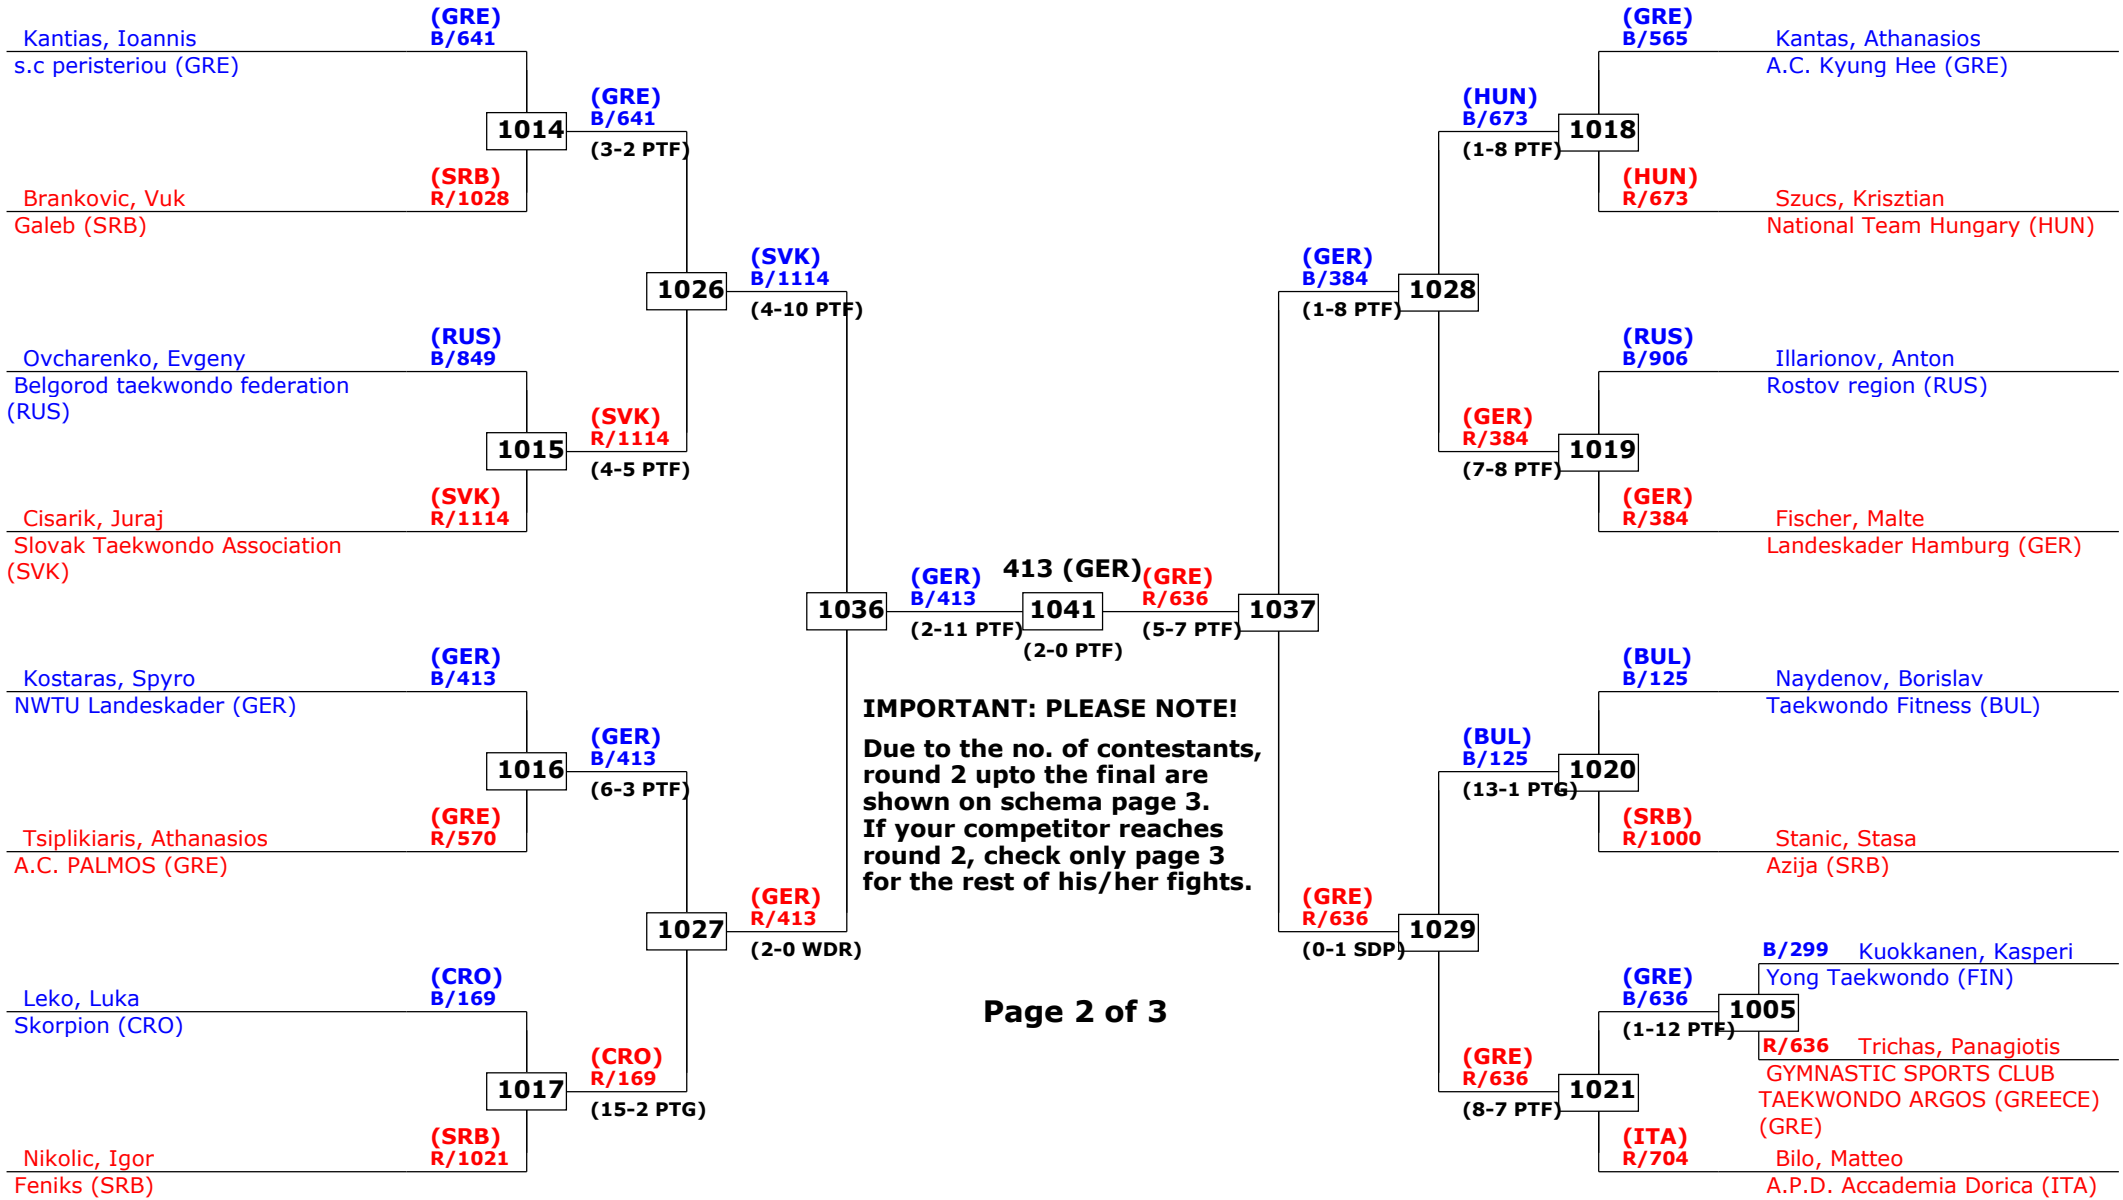 (GRE)
B/641
Kantias, Ioannis
s.c peristeriou (GRE)
1014
(GRE)
B/641
(3-2 PTF)
(SRB)
R/1028
Brankovic, Vuk
Galeb (SRB)
1026
(SVK)
B/1114
(4-10 PTF)
(RUS)
B/849
Ovcharenko, Evgeny
Belgorod taekwondo federation
(RUS)
1015
(SVK)
R/1114
(4-5 PTF)
(SVK)
R/1114
Cisarik, Juraj
Slovak Taekwondo Association
(SVK)
1036
(GER)
B/413
(2-11 PTF)
413 (GER)
1041
(2-0 PTF)
(GRE)
R/636
(5-7 PTF)
1037
(GER)
B/413
Kostaras, Spyro
NWTU Landeskader (GER)
1016
(GER)
B/413
(6-3 PTF)
(GRE)
R/570
Tsiplikiaris, Athanasios
A.C. PALMOS (GRE)
1027
(GER)
R/413
(2-0 WDR)
(CRO)
B/169
Leko, Luka
Skorpion (CRO)
1017
(CRO)
R/169
(15-2 PTG)
(SRB)
R/1021
Nikolic, Igor
Feniks (SRB)
IMPORTANT: PLEASE NOTE!
Due to the no. of contestants,
round 2 upto the final are
shown on schema page 3.
If your competitor reaches
round 2, check only page 3
for the rest of his/her fights.
Page 2 of 3
(GRE)
B/565
Kantas, Athanasios
A.C. Kyung Hee (GRE)
(HUN)
B/673
(1-8 PTF)
1018
(HUN)
R/673
Szucs, Krisztian
National Team Hungary (HUN)
(GER)
B/384
(1-8 PTF)
1028
(RUS)
B/906
Illarionov, Anton
Rostov region (RUS)
(GER)
R/384
(7-8 PTF)
1019
(GER)
R/384
Fischer, Malte
Landeskader Hamburg (GER)
(BUL)
B/125
Naydenov, Borislav
Taekwondo Fitness (BUL)
(BUL)
B/125
(13-1 PTG)
1020
(SRB)
R/1000
Stanic, Stasa
Azija (SRB)
(GRE)
R/636
(0-1 SDP)
1029
B/299 Kuokkanen, Kasperi
Yong Taekwondo (FIN)
(GRE)
B/636
(1-12 PTF)
1005
R/636 Trichas, Panagiotis
GYMNASTIC SPORTS CLUB
TAEKWONDO ARGOS (GREECE)
(GRE)
(GRE)
R/636
(8-7 PTF)
1021
(ITA)
R/704
Bilo, Matteo
A.P.D. Accademia Dorica (ITA)